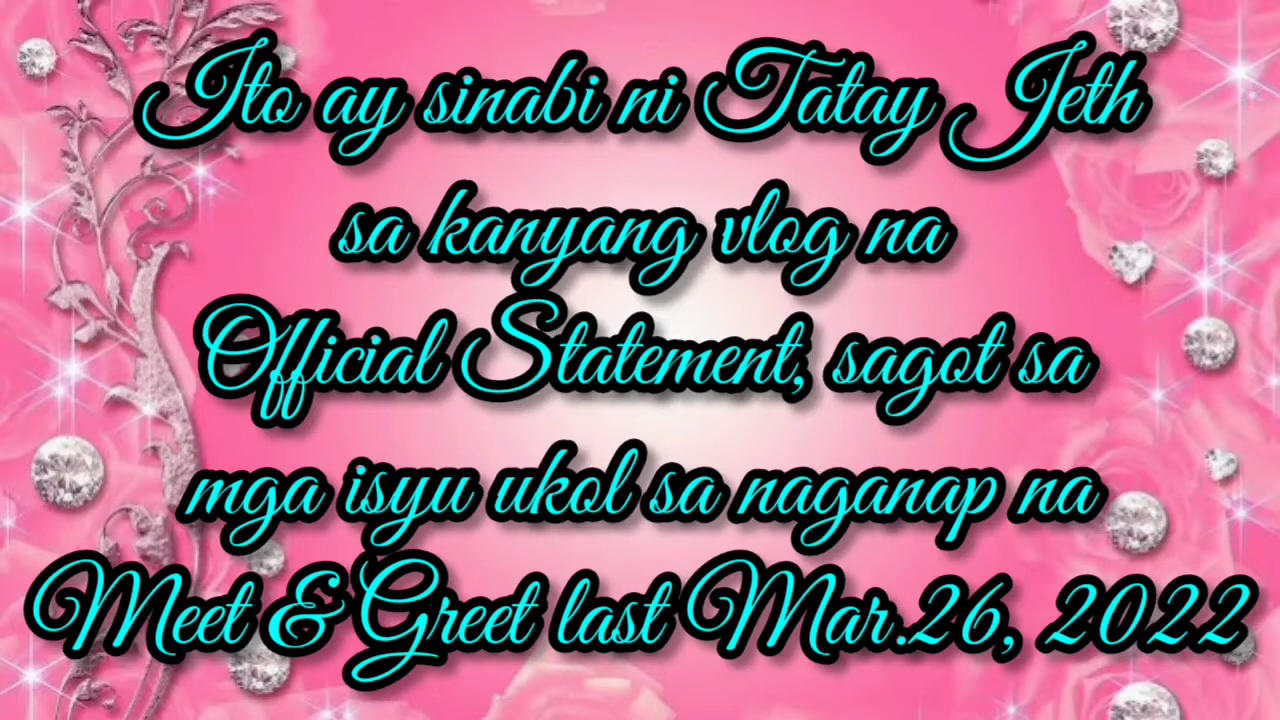 Ito ay sinabi ni Tatay Jeth
sa kanyang vlog na
Official Statement, sagot sa
mga isyu ukol sa naganap na
Meet & Greet last Mar.26, 2022